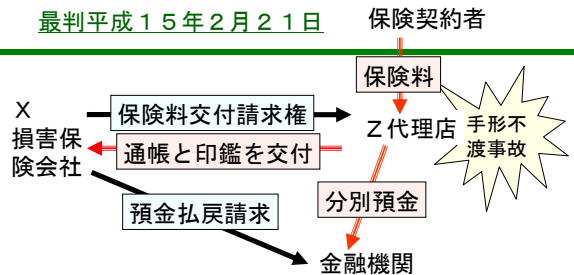 最判平成１５年２月２１日
保険契約者
保険料
X
損害保
険会社
保険料交付請求権
Z代理店
手形不
渡事故
通帳と印鑑を交付
分別預金
預金払戻請求
金融機関